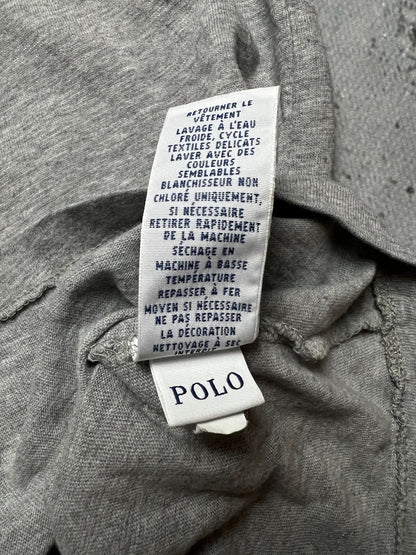 RETOURNER LE
VÊTEMENT
LAVAGE À L'EAU
FROIDE, CYCLE
TEXTILES DÉLICATS
LAVER AVEC DES
COULEURS
SEMBLABLES
BLANCHISSEUR NON
CHLORÉ UNIQUEMENT,
SI NÉCESSAIRE
RETIRER RAPIDEMENT
DE LA MACHINE
SÉCHAGE EN
MACHINE À BASSE
TEMPÉRATURE
REPASSER À FER
MOYEN SI NÉCESSAIRE
NE PAS REPASSER
LA DÉCORATION
NETTOYAGE À SEC
INTERDIT
POLO